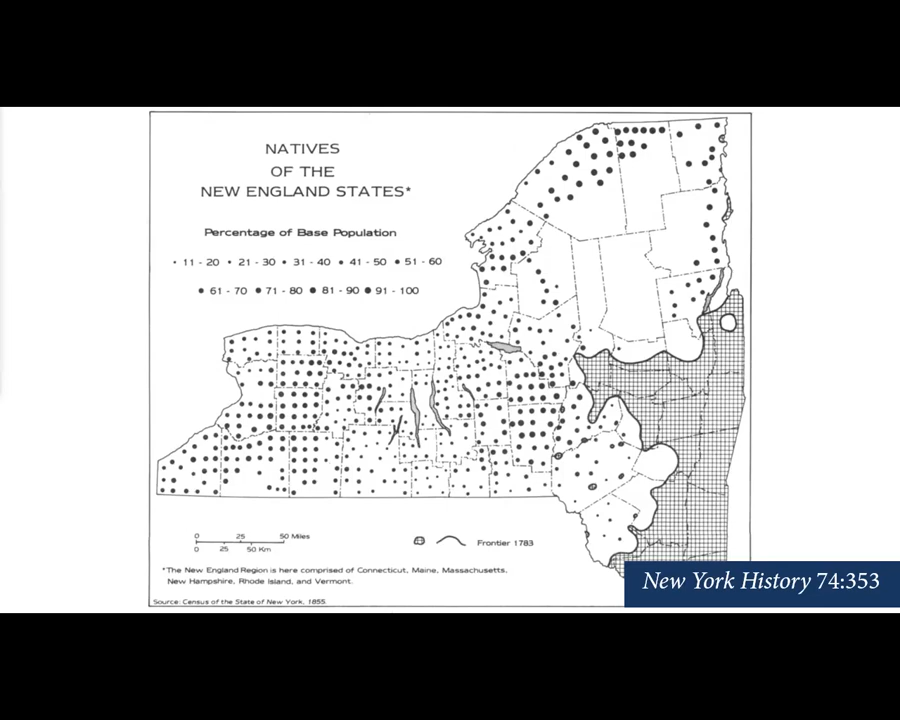 NATIVES
OF THE
NEW ENGLAND STATES*
Percentage of Base Population
11 - 20 21 - 30 31 - 40 41 - 50 51 - 60
61 - 70 71 - 80 81 - 90 91 - 100
0 25 50 Miles
0 25 50 Km
Frontier 1783
*The New England Region is here comprised of Connecticut, Maine, Massachusetts,
New Hampshire, Rhode Island, and Vermont.
Source: Census of the State of New York, 1855.
New York History 74:353